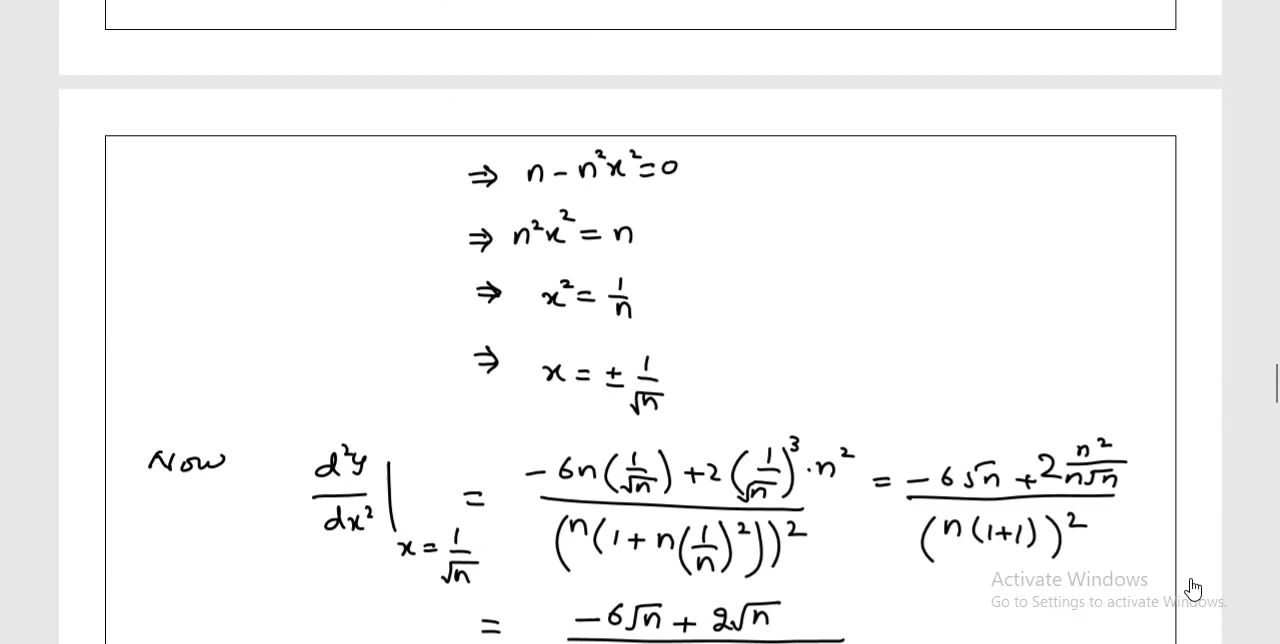 ⇒ n - n²x² = 0
⇒ n²x² = n
⇒ x² = 1/n
⇒ x = ± 1/√n
Now d²y/dx² |ₓ₌₁/√n = (-6n(1/√n) + 2(1/√n)³·n²)/(n(1+n(1/n)²))² = (-6√n + 2 n²/(n√n))/(n(1+1))²
= -6√n + 2√n
Activate Windows
Go to Settings to activate Windows.